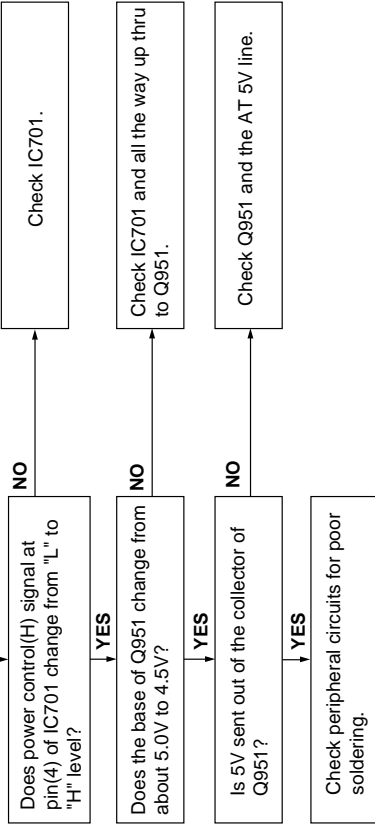 Does power control(H) signal at
pin(4) of IC701 change from "L" to
"H" level?
NO
Check IC701.
YES
Does the base of Q951 change from
about 5.0V to 4.5V?
NO
Check IC701 and all the way up thru
to Q951.
YES
Is 5V sent out of the collector of
Q951?
NO
Check Q951 and the AT 5V line.
YES
Check peripheral circuits for poor
soldering.